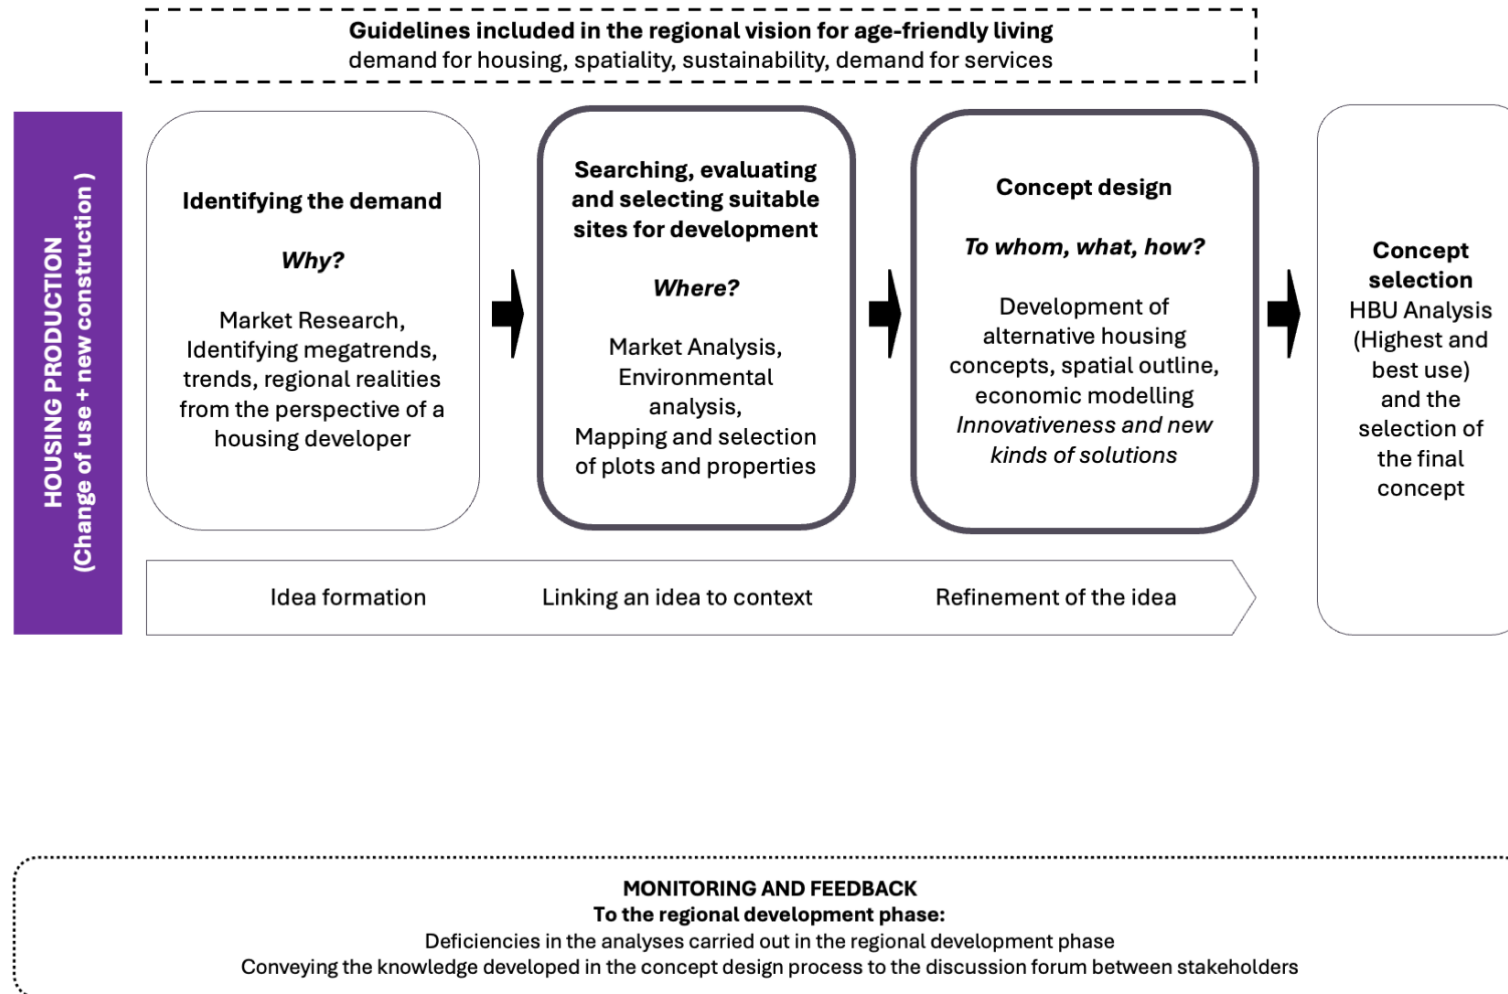 Guidelines included in the regional vision for age-friendly living
demand for housing, spatiality, sustainability, demand for services
HOUSING PRODUCTION
(Change of use + new construction )
Identifying the demand
Why?
Market Research,
Identifying megatrends,
trends, regional realities
from the perspective of a
housing developer
Searching, evaluating
and selecting suitable
sites for development
Where?
Market Analysis,
Environmental
analysis,
Mapping and selection
of plots and properties
Concept design
To whom, what, how?
Development of
alternative housing
concepts, spatial outline,
economic modelling
Innovativeness and new
kinds of solutions
Concept
selection
HBU Analysis
(Highest and
best use)
and the
selection of
the final
concept
Idea formation
Linking an idea to context
Refinement of the idea
MONITORING AND FEEDBACK
To the regional development phase:
Deficiencies in the analyses carried out in the regional development phase
Conveying the knowledge developed in the concept design process to the discussion forum between stakeholders